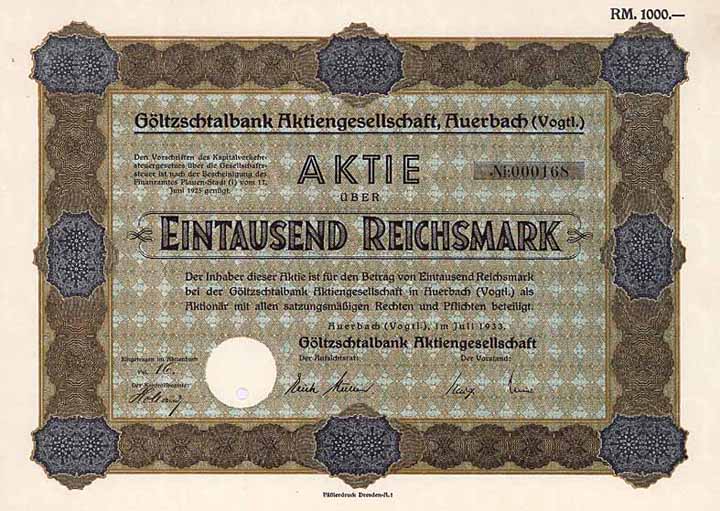 RM. 1000.—
Göltzschtalbank Aktiengesellschaft, Auerbach (Vogtl.)
Den Vorschriften des Kapitalverkehr-
steuergesetzes über die Gesellschafts-
steuer ist nach der Bescheinigung des
Finanzamtes Plauen-Stadt (I) vom 17.
Juni 1925 genügt.
AKTIE
№:000168
ÜBER
EINTAUSEND REICHSMARK
Der Inhaber dieser Aktie ist für den Betrag von Eintausend Reichsmark
bei der Göltzschtalbank Aktiengesellschaft in Auerbach (Vogtl.) als
Aktionär mit allen satzungsmäßigen Rechten und Pflichten beteiligt.
Auerbach (Vogtl.), im Juli 1933.
Göltzschtalbank Aktiengesellschaft
Eingetragen im Aktienbuch
Fol. 16.
Der Kontrollbeamte:
Der Aufsichtsrat:
Der Vorstand:
Päßlerdruck Dresden-A.1